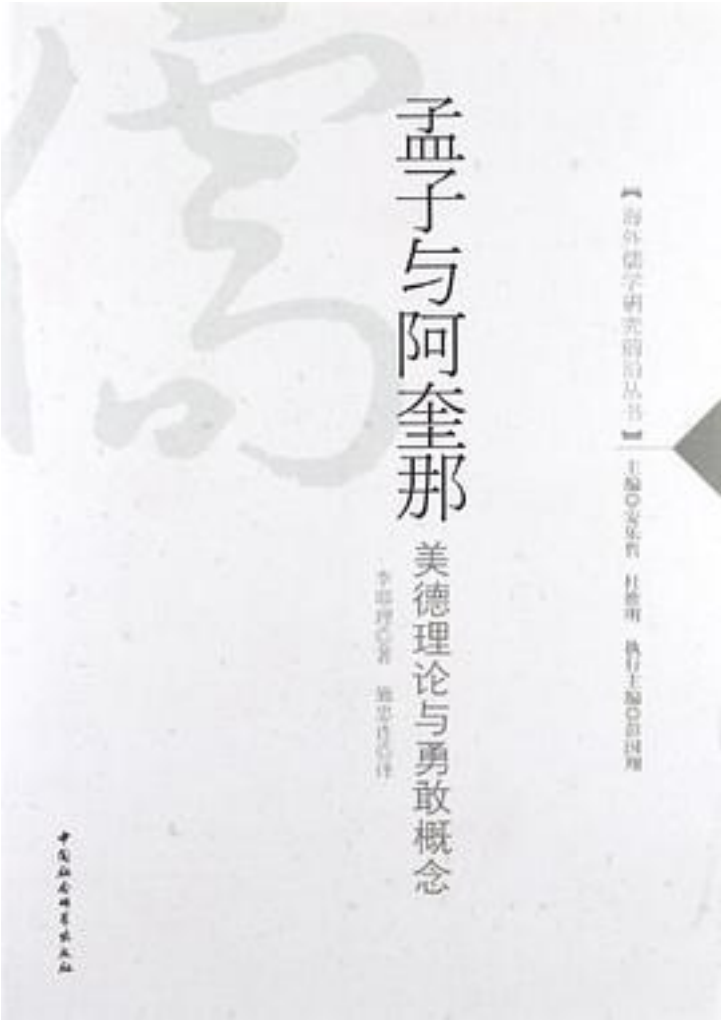 儒
【海外儒学研究前沿丛书】
主编◎安乐哲 杜维明 执行主编◎彭国翔
孟子与阿奎那
美德理论与勇敢概念
李耶理◎著 施忠连◎译
中国社会科学出版社